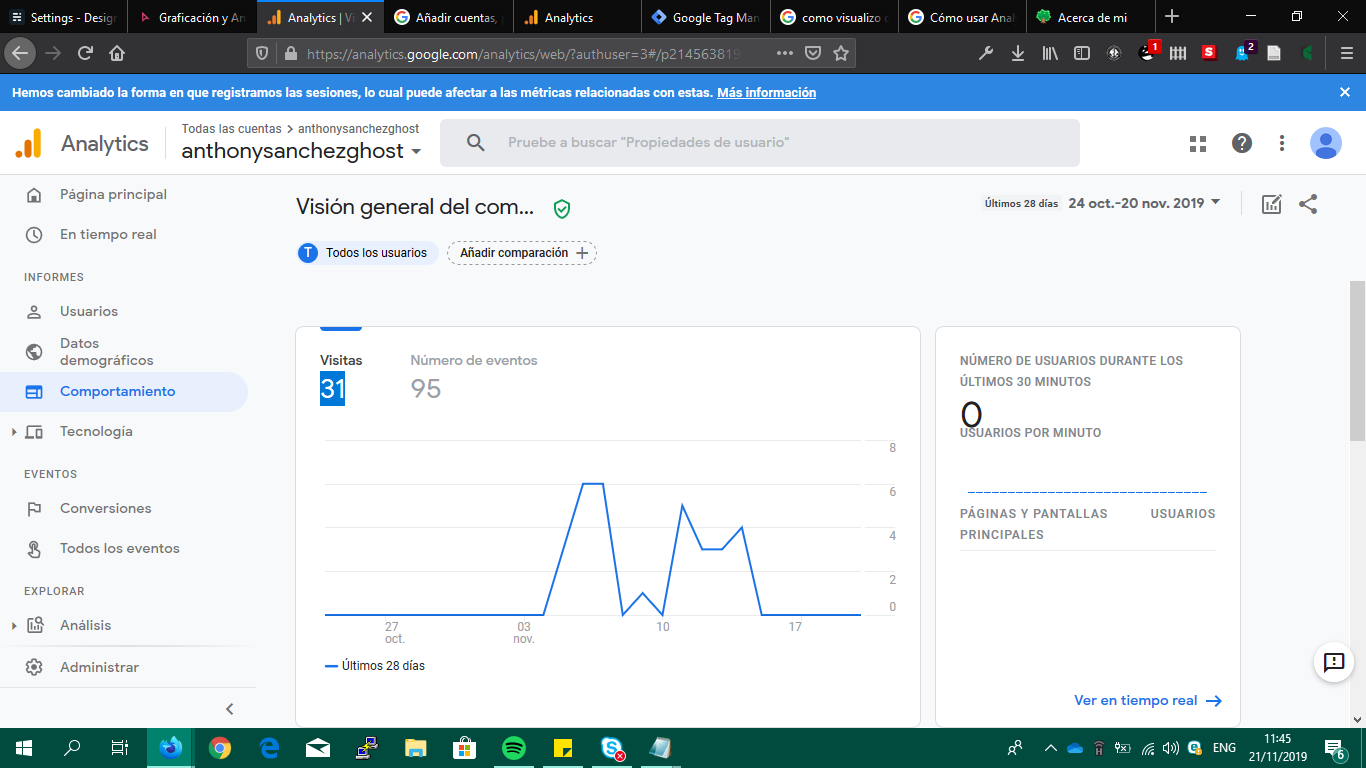 Settings - Design
Graficación y An
Analytics | Vi
Añadir cuentas,
Analytics
Google Tag Man
como visualizo
Cómo usar Anal
Acerca de mi
https://analytics.google.com/analytics/web/?authuser=3#/p214563819
1
S
2
Hemos cambiado la forma en que registramos las sesiones, lo cual puede afectar a las métricas relacionadas con estas. Más información
Analytics
Todas las cuentas > anthonysanchezghost
anthonysanchezghost
Pruebe a buscar "Propiedades de usuario"
Página principal
En tiempo real
INFORMES
Usuarios
Datos
demográficos
Comportamiento
Tecnología
EVENTOS
Conversiones
Todos los eventos
EXPLORAR
Análisis
Administrar
Visión general del com...
Últimos 28 días 24 oct.-20 nov. 2019
T Todos los usuarios
Añadir comparación +
Visitas
31
Número de eventos
95
8
6
4
2
0
27
oct.
03
nov.
10
17
Últimos 28 días
NÚMERO DE USUARIOS DURANTE LOS
ÚLTIMOS 30 MINUTOS
0
USUARIOS POR MINUTO
PÁGINAS Y PANTALLAS
PRINCIPALES
USUARIOS
Ver en tiempo real
ENG
11:45
21/11/2019
6